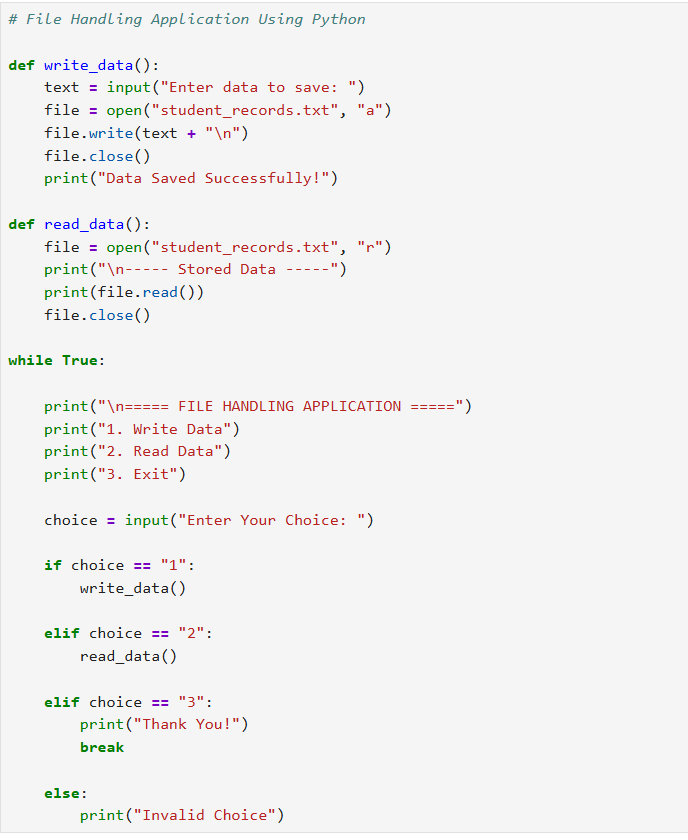 # File Handling Application Using Python

def write_data():
    text = input("Enter data to save: ")
    file = open("student_records.txt", "a")
    file.write(text + "\n")
    file.close()
    print("Data Saved Successfully!")

def read_data():
    file = open("student_records.txt", "r")
    print("\n----- Stored Data -----")
    print(file.read())
    file.close()

while True:

    print("\n===== FILE HANDLING APPLICATION =====")
    print("1. Write Data")
    print("2. Read Data")
    print("3. Exit")

    choice = input("Enter Your Choice: ")

    if choice == "1":
        write_data()

    elif choice == "2":
        read_data()

    elif choice == "3":
        print("Thank You!")
        break

    else:
        print("Invalid Choice")